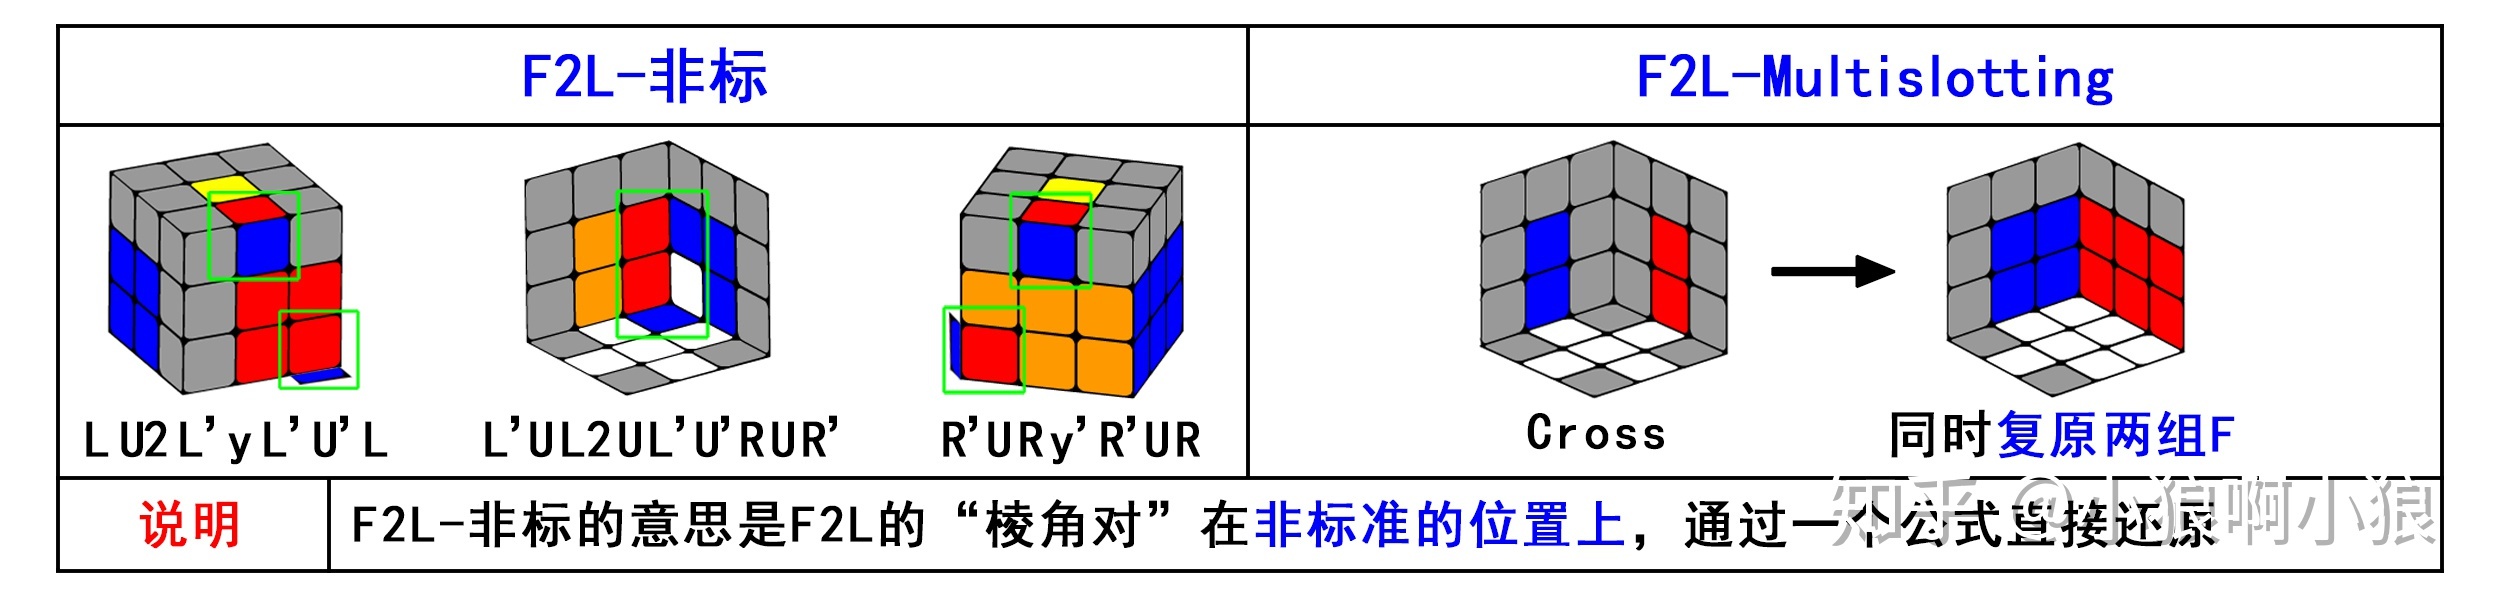 F2L-非标
F2L-Multislotting
LU2L'yL'U'L
L'UL2UL'U'RUR'
R'URy'R'UR
Cross
同时复原两组F
说明
F2L-非标的意思是F2L的“棱角对”在非标准的位置上，通过一个公式直接还原
知乎 @小狼啊小狼